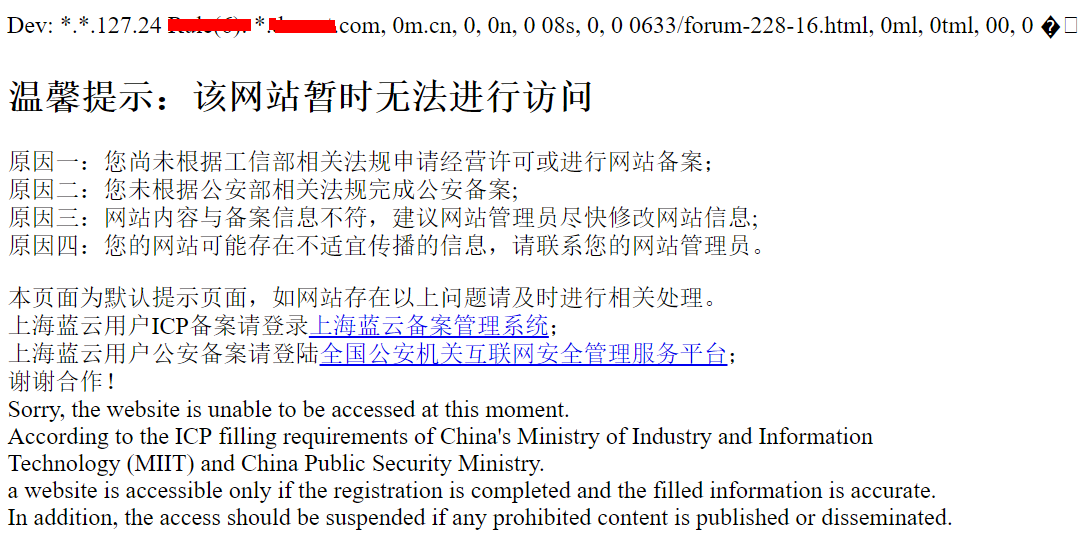 Dev: *.*.127.24 *. .com, 0m.cn, 0, 0n, 0 08s, 0, 0 0633/forum-228-16.html, 0ml, 0tml, 00, 0
温馨提示：该网站暂时无法进行访问
原因一：您尚未根据工信部相关法规申请经营许可或进行网站备案；
原因二：您未根据公安部相关法规完成公安备案;
原因三：网站内容与备案信息不符，建议网站管理员尽快修改网站信息;
原因四：您的网站可能存在不适宜传播的信息，请联系您的网站管理员。
本页面为默认提示页面，如网站存在以上问题请及时进行相关处理。
上海蓝云用户ICP备案请登录上海蓝云备案管理系统；
上海蓝云用户公安备案请登陆全国公安机关互联网安全管理服务平台；
谢谢合作！
Sorry, the website is unable to be accessed at this moment.
According to the ICP filling requirements of China's Ministry of Industry and Information
Technology (MIIT) and China Public Security Ministry.
a website is accessible only if the registration is completed and the filled information is accurate.
In addition, the access should be suspended if any prohibited content is published or disseminated.